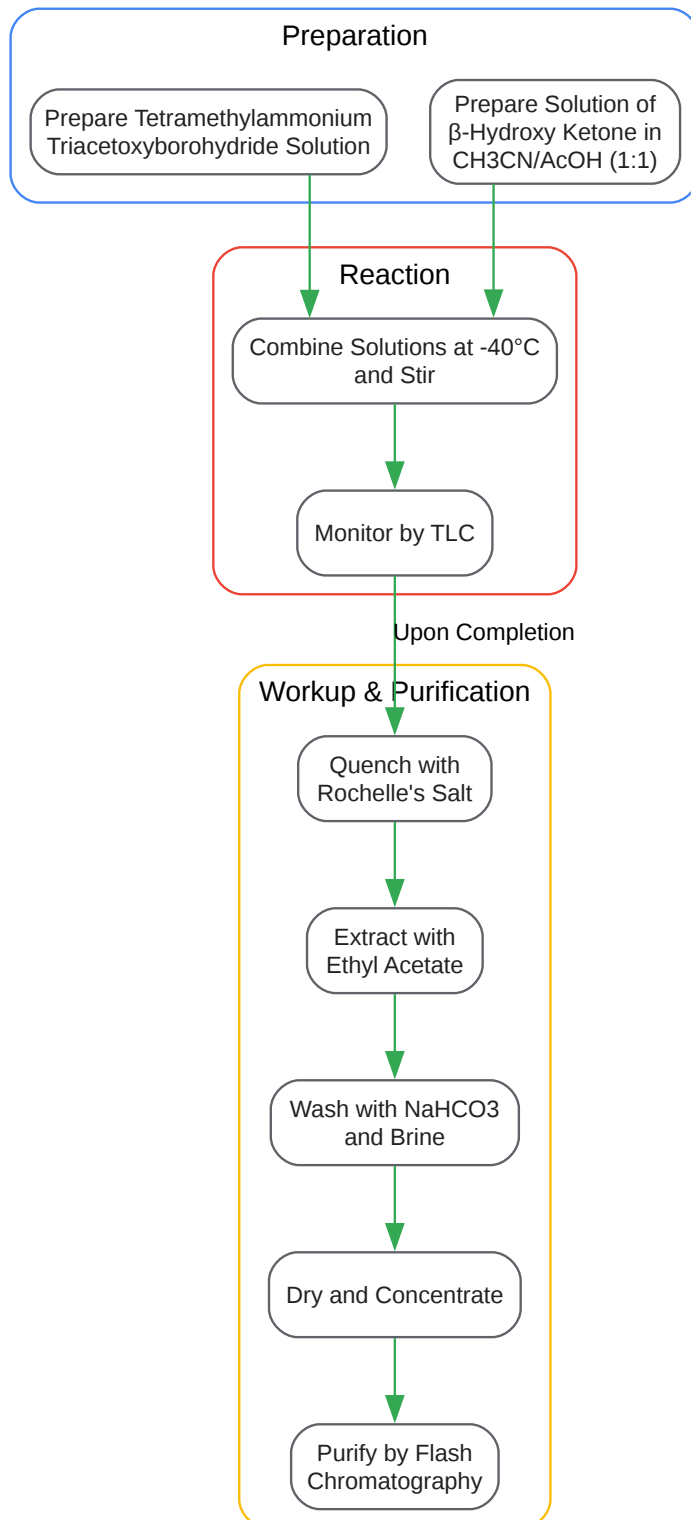 Preparation
Prepare Tetramethylammonium
Triacetoxyborohydride Solution
Prepare Solution of
β-Hydroxy Ketone in
CH3CN/AcOH (1:1)
Reaction
Combine Solutions at -40°C
and Stir
Monitor by TLC
Upon Completion
Workup & Purification
Quench with
Rochelle's Salt
Extract with
Ethyl Acetate
Wash with NaHCO3
and Brine
Dry and Concentrate
Purify by Flash
Chromatography